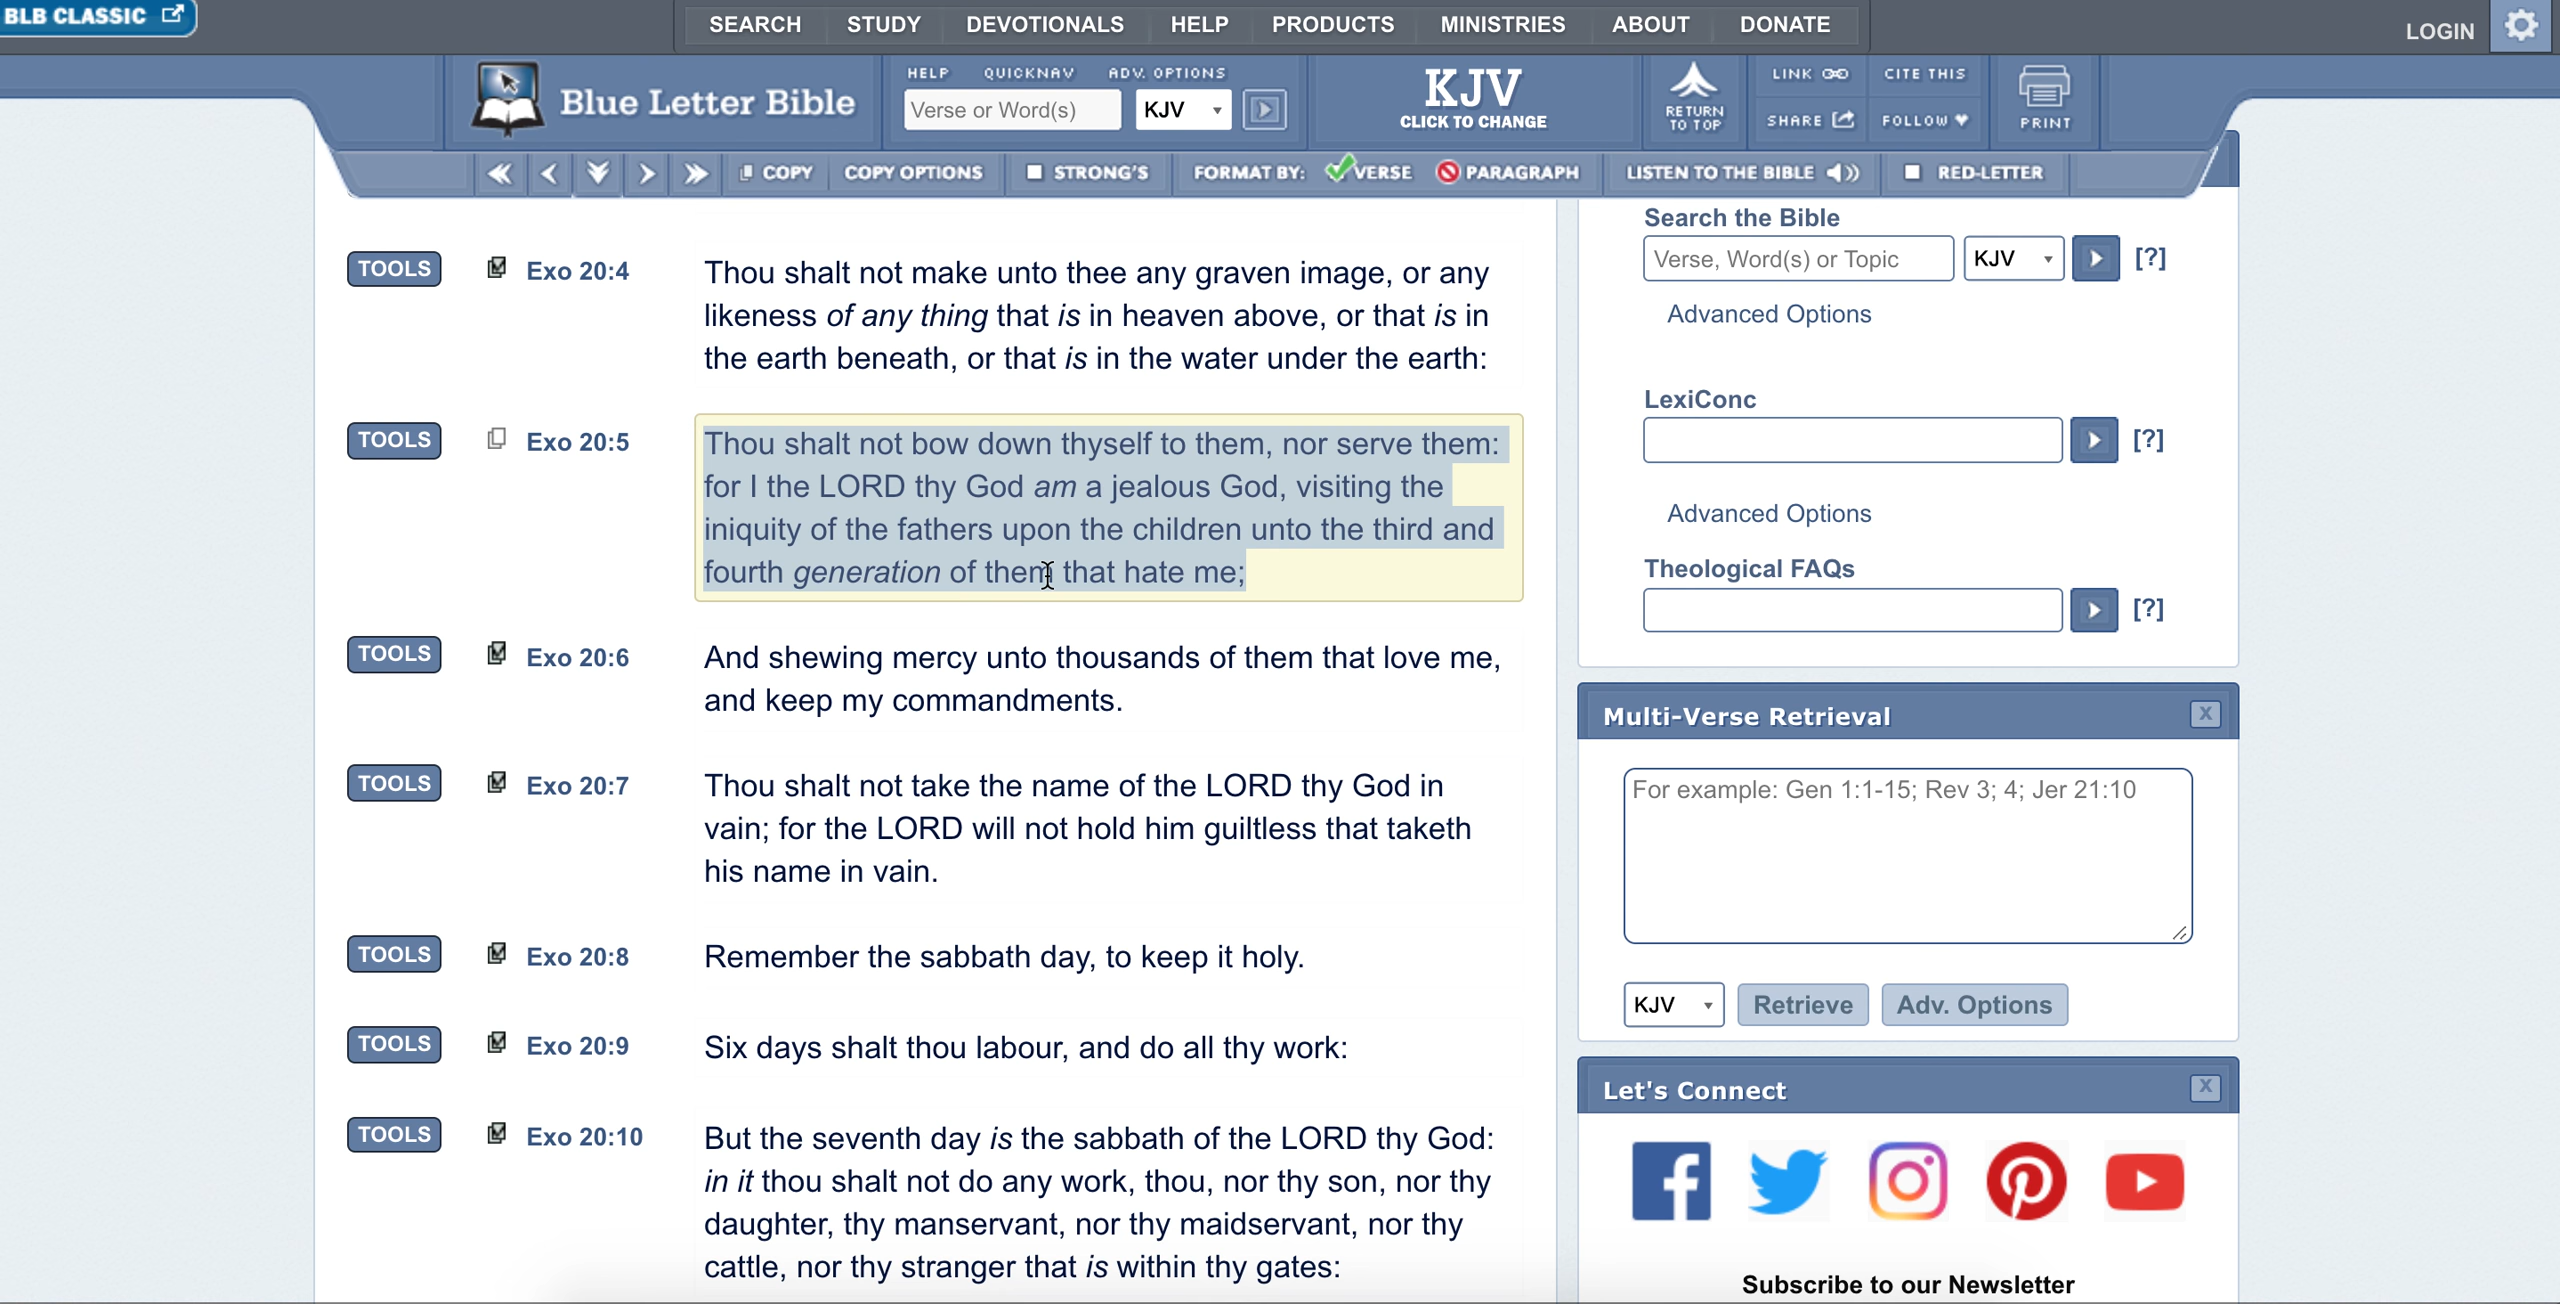 BLB CLASSIC
SEARCH STUDY DEVOTIONALS HELP PRODUCTS MINISTRIES ABOUT DONATE
LOGIN
Blue Letter Bible
HELP QUICKNAV ADV. OPTIONS
Verse or Word(s) KJV
KJV
CLICK TO CHANGE
RETURN
TO TOP
LINK CITE THIS
SHARE FOLLOW
PRINT
COPY COPY OPTIONS STRONG'S FORMAT BY: VERSE PARAGRAPH LISTEN TO THE BIBLE RED-LETTER
TOOLS Exo 20:4 Thou shalt not make unto thee any graven image, or any
likeness of any thing that is in heaven above, or that is in
the earth beneath, or that is in the water under the earth:
TOOLS Exo 20:5 Thou shalt not bow down thyself to them, nor serve them:
for I the LORD thy God am a jealous God, visiting the
iniquity of the fathers upon the children unto the third and
fourth generation of them that hate me;
TOOLS Exo 20:6 And shewing mercy unto thousands of them that love me,
and keep my commandments.
TOOLS Exo 20:7 Thou shalt not take the name of the LORD thy God in
vain; for the LORD will not hold him guiltless that taketh
his name in vain.
TOOLS Exo 20:8 Remember the sabbath day, to keep it holy.
TOOLS Exo 20:9 Six days shalt thou labour, and do all thy work:
TOOLS Exo 20:10 But the seventh day is the sabbath of the LORD thy God:
in it thou shalt not do any work, thou, nor thy son, nor thy
daughter, thy manservant, nor thy maidservant, nor thy
cattle, nor thy stranger that is within thy gates:
Search the Bible
Verse, Word(s) or Topic KJV [?]
Advanced Options
LexiConc
[?]
Advanced Options
Theological FAQs
[?]
Multi-Verse Retrieval X
For example: Gen 1:1-15; Rev 3; 4; Jer 21:10
KJV Retrieve Adv. Options
Let's Connect X
Subscribe to our Newsletter